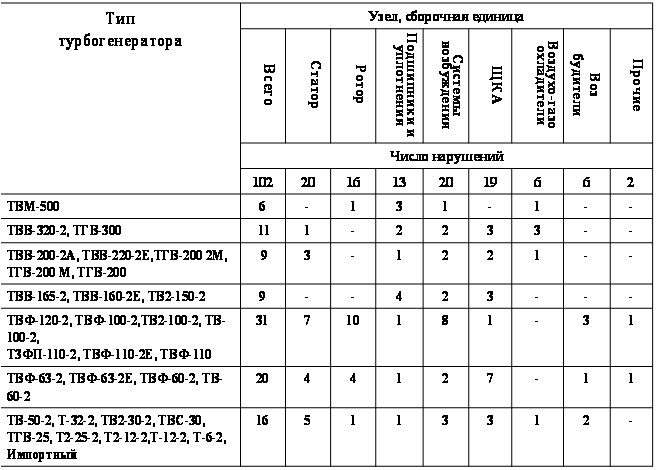 Тип
турбогенератора
Узел, сборочная единица
Всего
Статор
Ротор
Подшипники и
уплотнения
Системы
возбуждения
ЩКА
Воздухо-газо
охладители
Воз
будители
Прочие
Число нарушений
102 20 16 13 20 19 6 6 2
ТВМ-500 6 - 1 3 1 - 1 - -
ТВВ-320-2, ТГВ-300 11 1 - 2 2 3 3 - -
ТВВ-200-2А, ТВВ-220-2Е,ТГВ-200 2М, 9 3 - 1 2 2 1 - -
ТГВ-200 М, ТГВ-200
ТВВ-165-2, ТВВ-160-2Е, ТВ2-150-2 9 - - 4 2 3 - - -
ТВФ-120-2, ТВФ-100-2,ТВ2-100-2, ТВ- 31 7 10 1 8 1 - 3 1
100-2,
ТЗФП-110-2, ТВФ-110-2Е, ТВФ-110
ТВФ-63-2, ТВФ-63-2Е, ТВФ-60-2, ТВ- 20 4 4 1 2 7 - 1 1
60-2
ТВ-50-2, Т-32-2, ТВ2-30-2, ТВС-30, 16 5 1 1 3 3 1 2 -
ТГВ-25, Т2-25-2, Т2-12-2,Т-12-2, Т-6-2,
Импортный